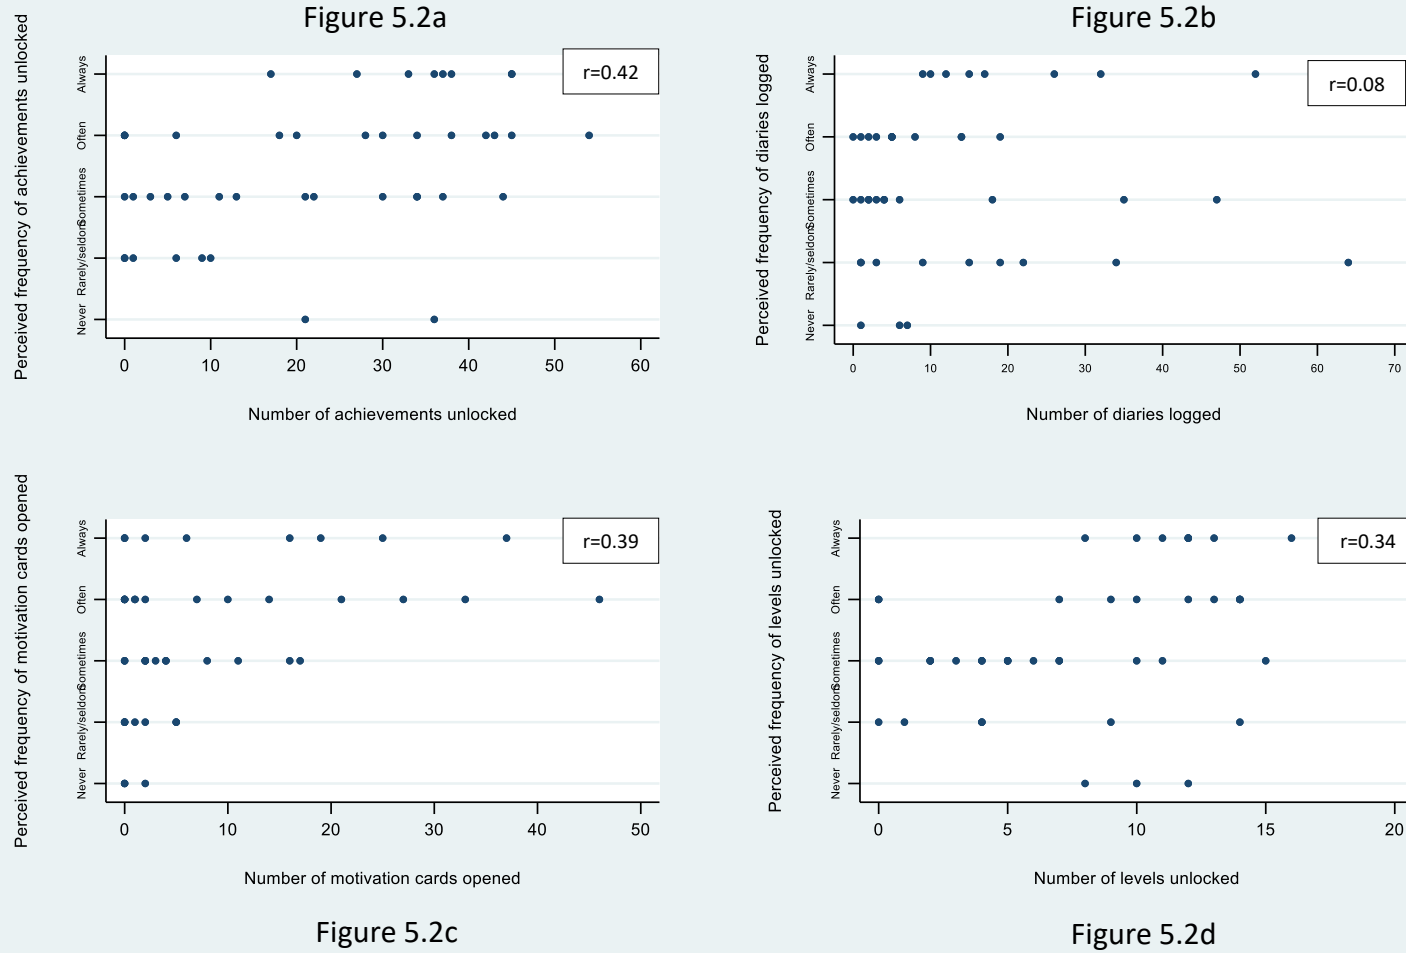 Figure 5.2a
Perceived frequency of achievements unlocked
Always
Often
Sometimes
Rarely/seldom
Never
r=0.42
0 10 20 30 40 50 60
Number of achievements unlocked
Figure 5.2b
Perceived frequency of diaries logged
Always
Often
Sometimes
Rarely/seldom
Never
r=0.08
0 10 20 30 40 50 60 70
Number of diaries logged
Perceived frequency of motivation cards opened
Always
Often
Sometimes
Rarely/seldom
Never
r=0.39
0 10 20 30 40 50
Number of motivation cards opened
Figure 5.2c
Perceived frequency of levels unlocked
Always
Often
Sometimes
Rarely/seldom
Never
r=0.34
0 5 10 15 20
Number of levels unlocked
Figure 5.2d